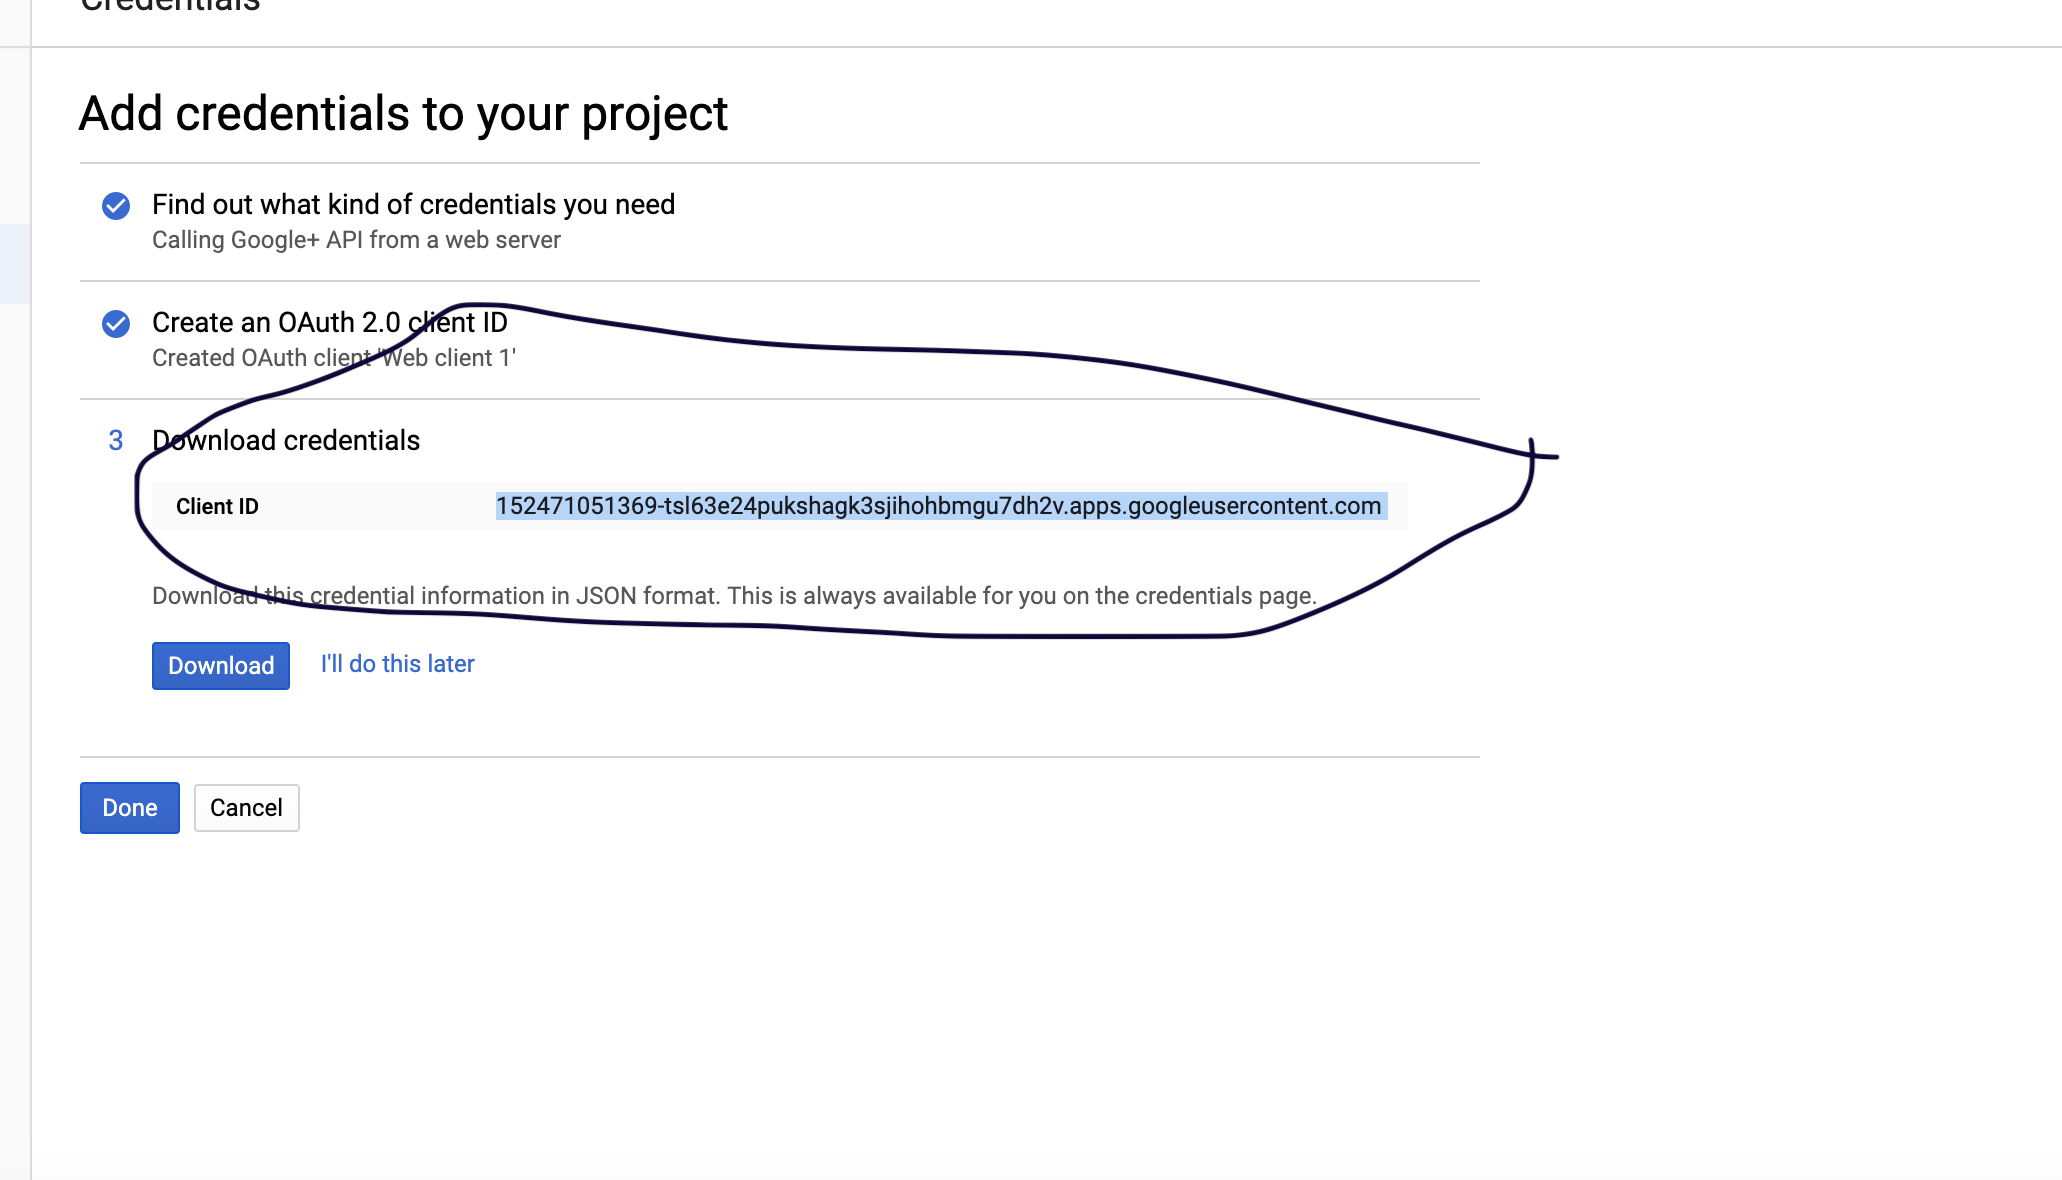 Credentials
Add credentials to your project
Find out what kind of credentials you need
Calling Google+ API from a web server
Create an OAuth 2.0 client ID
Created OAuth client 'Web client 1'
3 Download credentials
Client ID 152471051369-tsl63e24pukshagk3sjihohbmgu7dh2v.apps.googleusercontent.com
Download this credential information in JSON format. This is always available for you on the credentials page.
Download I'll do this later
Done Cancel